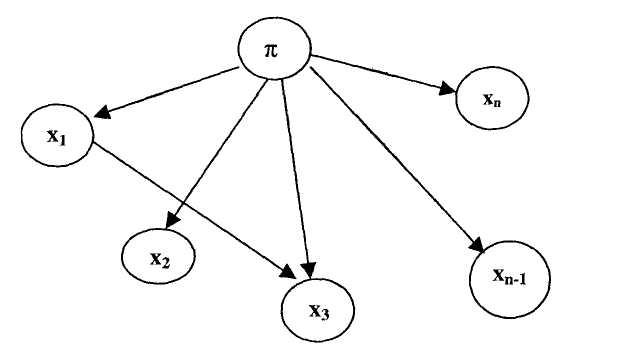 π
xₙ
x₁
x₂
xₙ₋₁
x₃